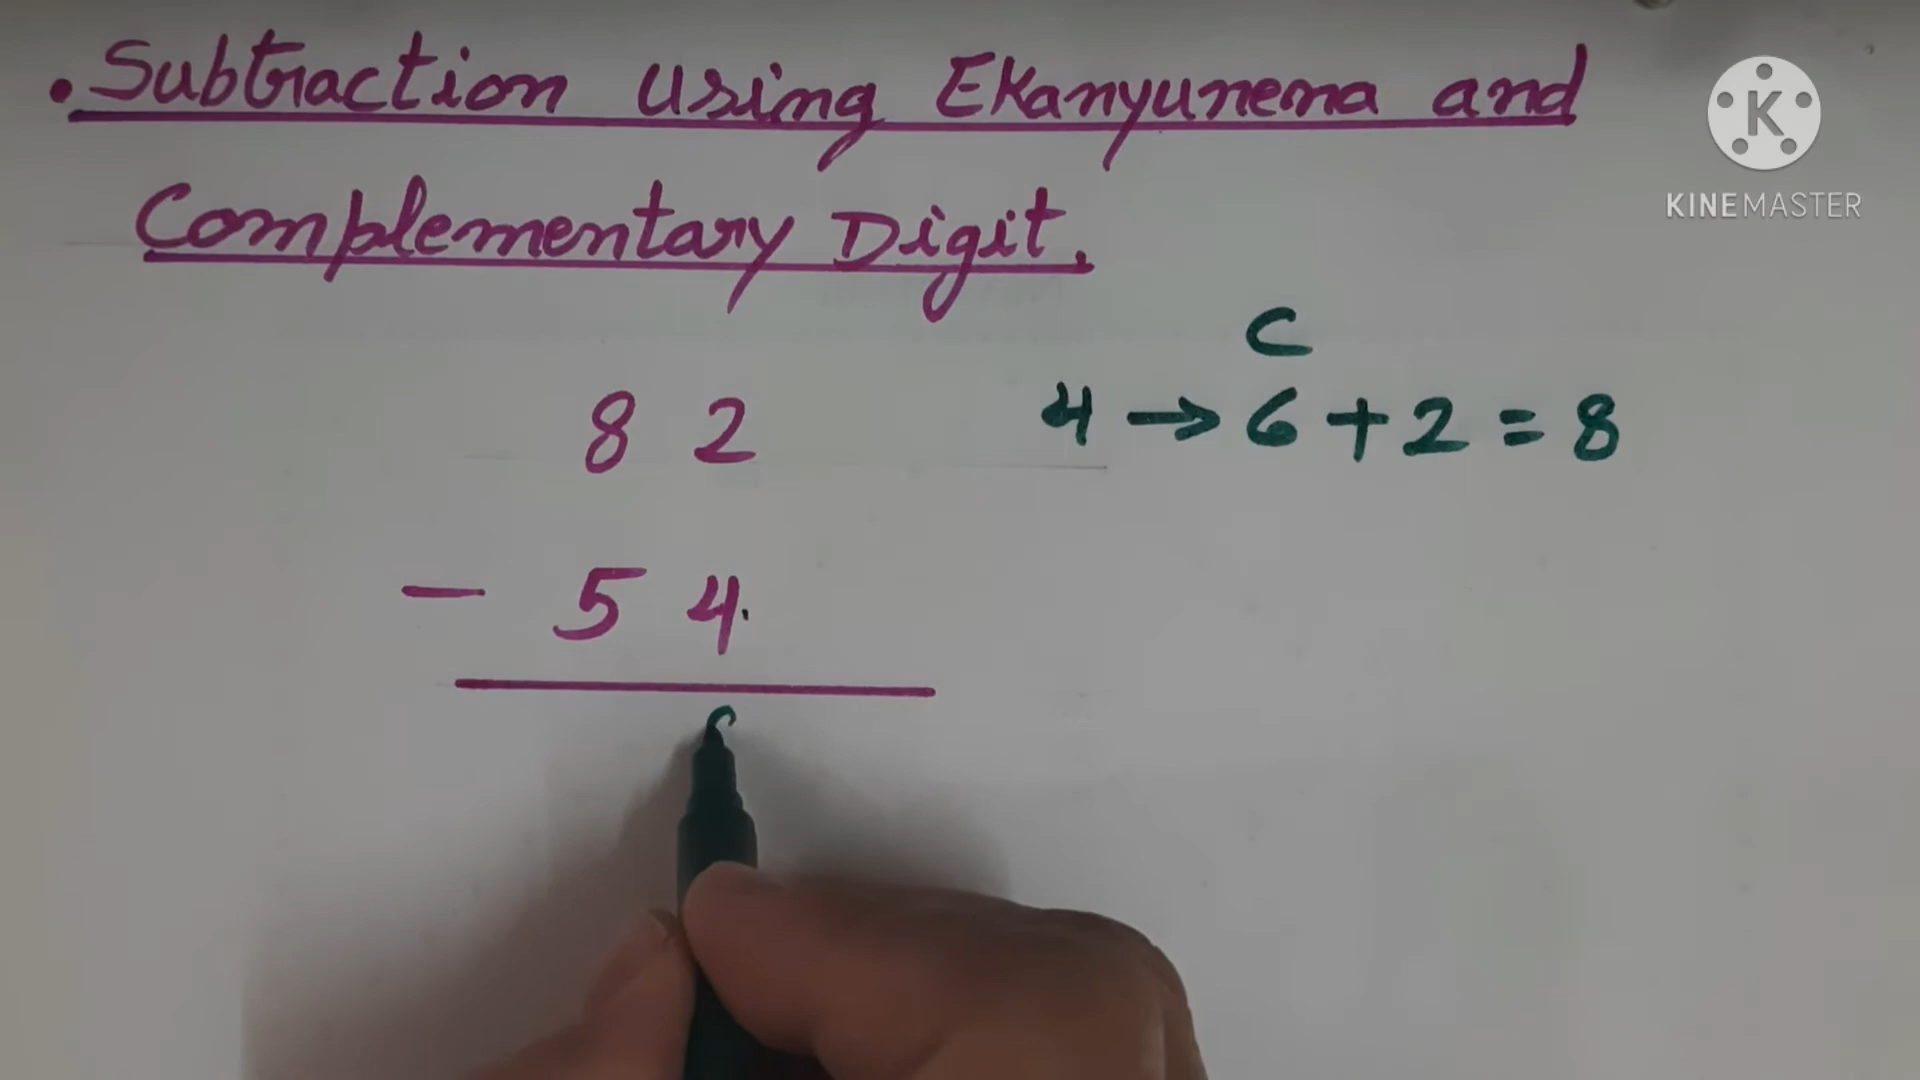 . Subtraction using Ekanyunena and
Complementary Digit.
C
8 2
4 → 6 + 2 = 8
- 5 4.
K
KINEMASTER